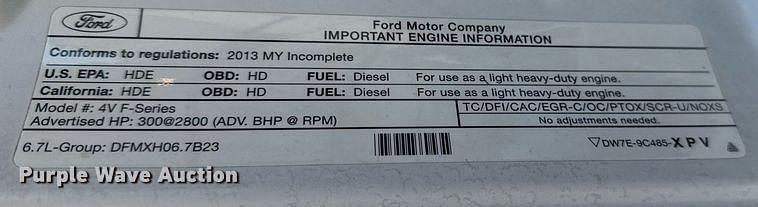 Ford
Ford Motor Company
IMPORTANT ENGINE INFORMATION
Conforms to regulations: 2013 MY Incomplete
U.S. EPA: HDE OBD: HD FUEL: Diesel For use as a light heavy-duty engine.
California: HDE OBD: HD FUEL: Diesel For use as a light heavy-duty engine.
Model #: 4V F-Series TC/DFI/CAC/EGR-C/OC/PTOX/SCR-U/NOXS
Advertised HP: 300@2800 (ADV. BHP @ RPM) No adjustments needed.
6.7L-Group: DFMXH06.7B23 DW7E-9C485-XPV
Purple Wave Auction